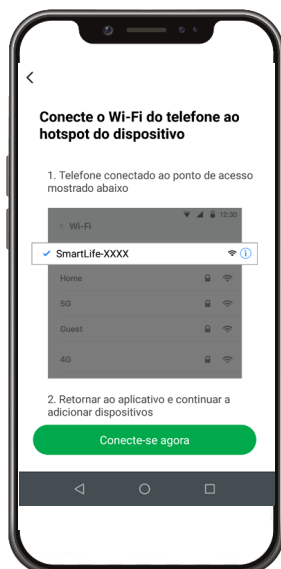 Conecte o Wi-Fi do telefone ao
hotspot do dispositivo
1. Telefone conectado ao ponto de acesso
mostrado abaixo
12:30
Wi-Fi
SmartLife-XXXX
Home
5G
Guest
4G
2. Retornar ao aplicativo e continuar a
adicionar dispositivos
Conecte-se agora